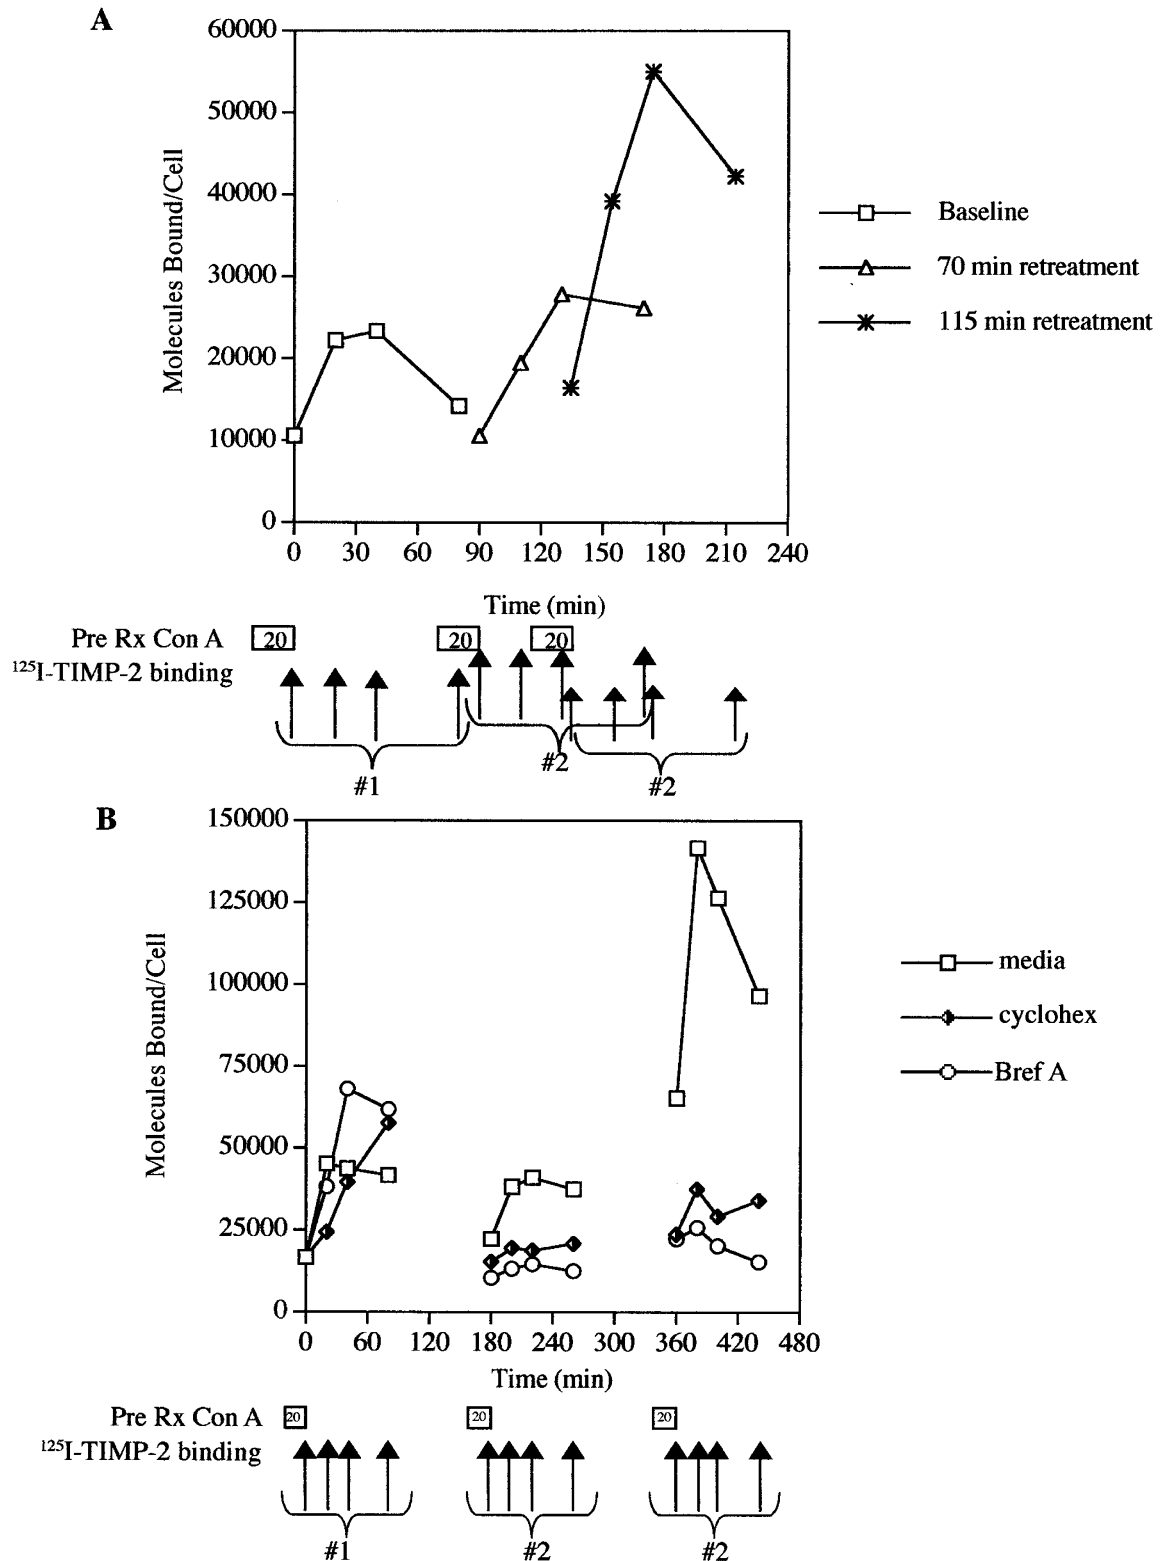 A
60000
50000
40000
30000
20000
10000
0
Molecules Bound/Cell
0 30 60 90 120 150 180 210 240
Time (min)
Baseline
70 min retreatment
115 min retreatment
Pre Rx Con A 20 20 20
125I-TIMP-2 binding
#1 #2 #2
B
150000
125000
100000
75000
50000
25000
0
Molecules Bound/Cell
0 60 120 180 240 300 360 420 480
Time (min)
media
cyclohex
Bref A
Pre Rx Con A 20 20 20
125I-TIMP-2 binding
#1 #2 #2